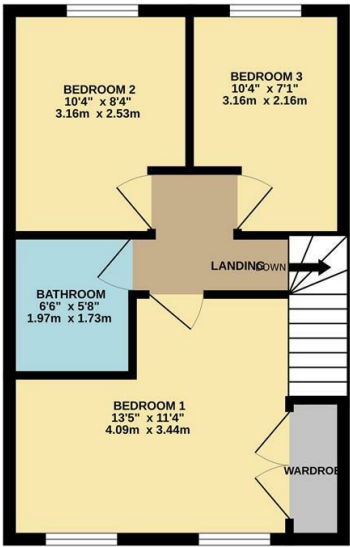 BEDROOM 2
10'4" x 8'4"
3.16m x 2.53m
BEDROOM 3
10'4" x 7'1"
3.16m x 2.16m
LANDING
DOWN
BATHROOM
6'6" x 5'8"
1.97m x 1.73m
BEDROOM 1
13'5" x 11'4"
4.09m x 3.44m
WARDROB